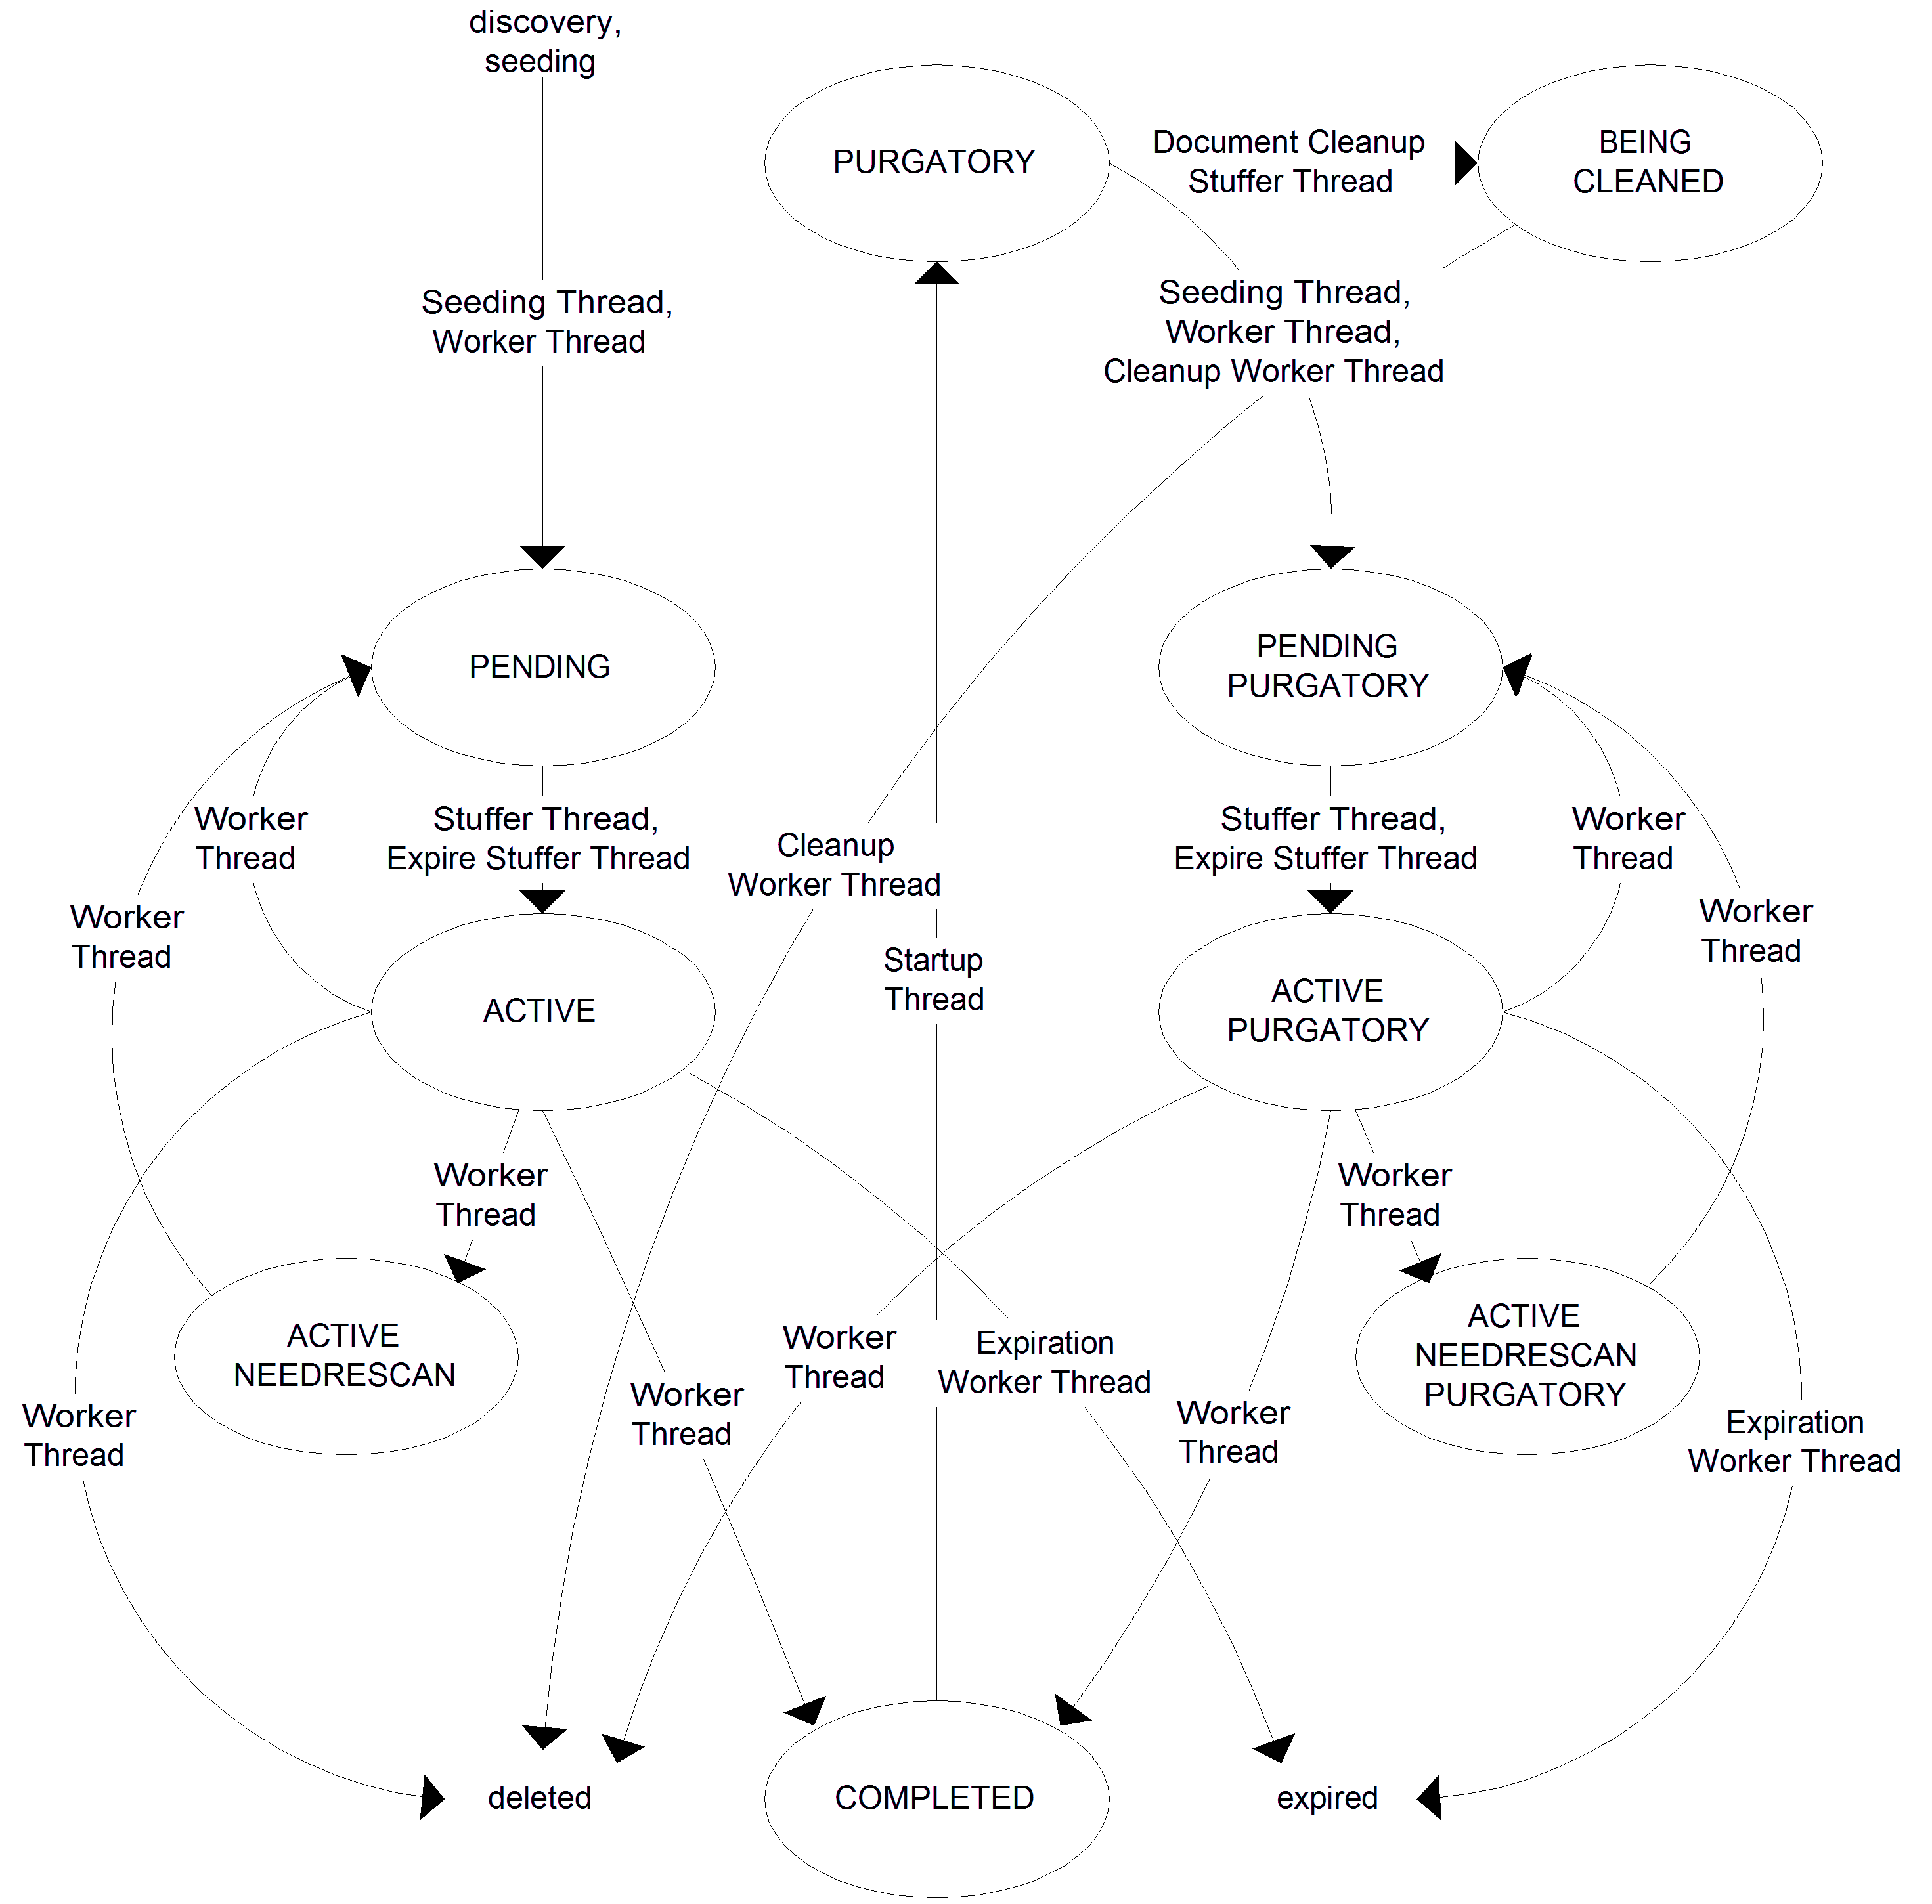 discovery,
seeding
PURGATORY
Document Cleanup
Stuffer Thread
BEING
CLEANED
Seeding Thread,
Worker Thread
Seeding Thread,
Worker Thread,
Cleanup Worker Thread
PENDING
PENDING
PURGATORY
Worker
Thread
Stuffer Thread,
Expire Stuffer Thread
Cleanup
Worker Thread
Stuffer Thread,
Expire Stuffer Thread
Worker
Thread
Worker
Thread
Worker
Thread
Startup
Thread
ACTIVE
ACTIVE
PURGATORY
Worker
Thread
Worker
Thread
ACTIVE
NEEDRESCAN
Worker
Thread
Expiration
Worker Thread
ACTIVE
NEEDRESCAN
PURGATORY
Worker
Thread
Worker
Thread
Worker
Thread
Expiration
Worker Thread
deleted
COMPLETED
expired